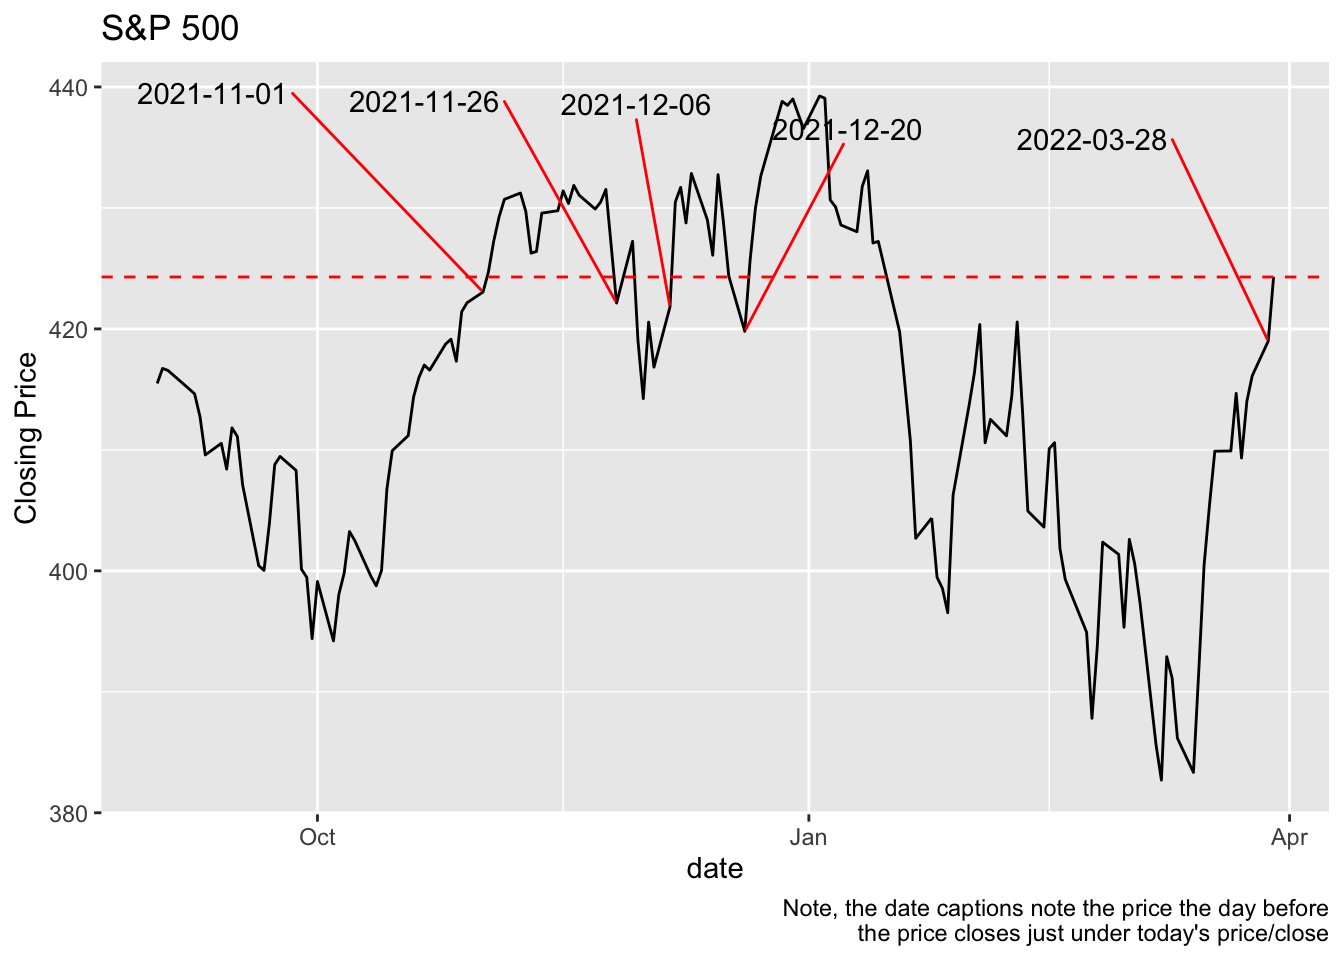 S&P 500
440
2021-11-01
2021-11-26
2021-12-06
2021-12-20
2022-03-28
420
Closing Price
400
380
Oct
Jan
Apr
date
Note, the date captions note the price the day before
the price closes just under today's price/close